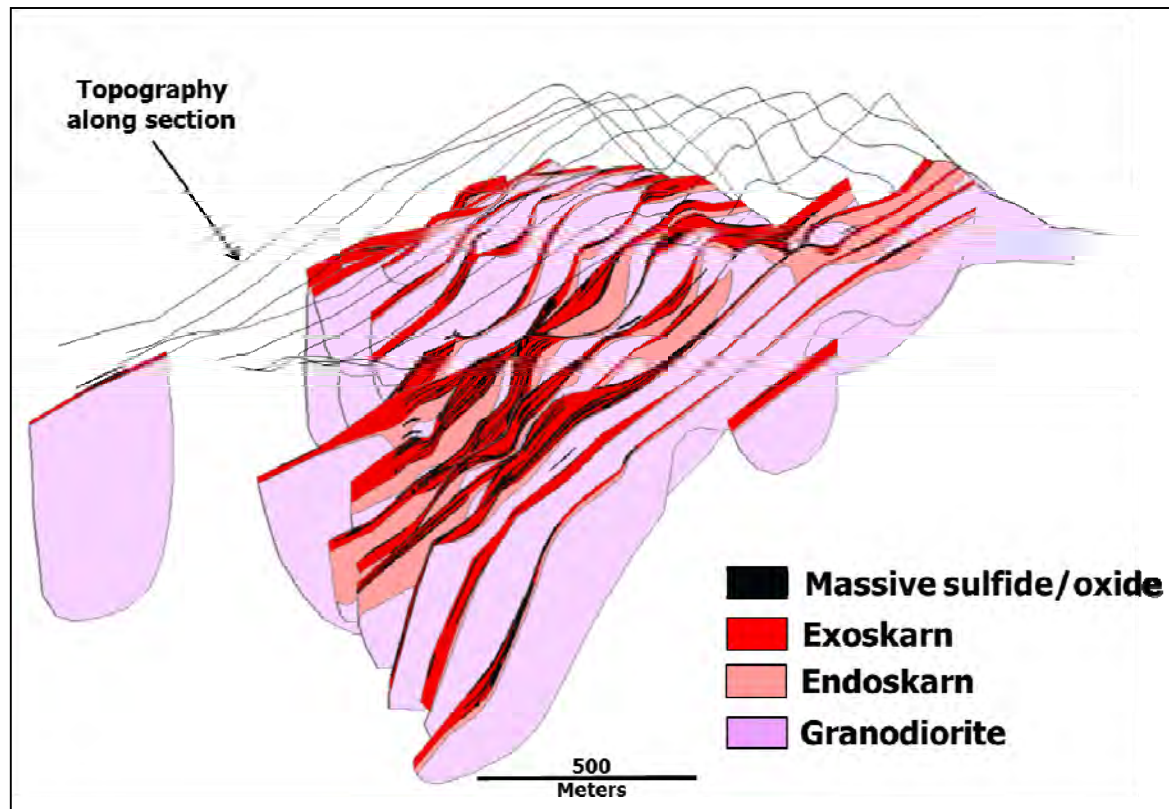 Topography
along section
Massive sulfide/oxide
Exoskarn
Endoskarn
Granodiorite
500
Meters